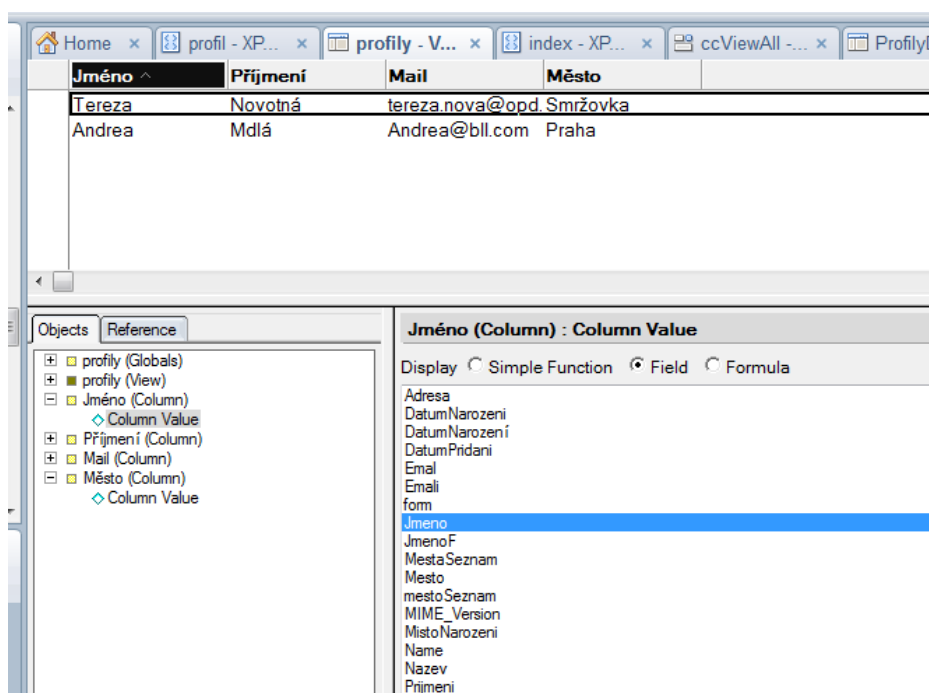 Home × profil - XP... × profily - V... × index - XP... × ccViewAll -... × Profily
Jméno Příjmení Mail Město
Tereza Novotná tereza.nova@opd. Smržovka
Andrea Mdlá Andrea@bll.com Praha
Objects Reference
profily (Globals)
profily (View)
Jméno (Column)
Column Value
Příjmení (Column)
Mail (Column)
Město (Column)
Column Value
Jméno (Column) : Column Value
Display Simple Function Field Formula
Adresa
DatumNarozeni
DatumNarození
DatumPridani
Emal
Emali
form
Jmeno
JmenoF
MestaSeznam
Mesto
mestoSeznam
MIME_Version
MistoNarozeni
Name
Nazev
Prijmeni